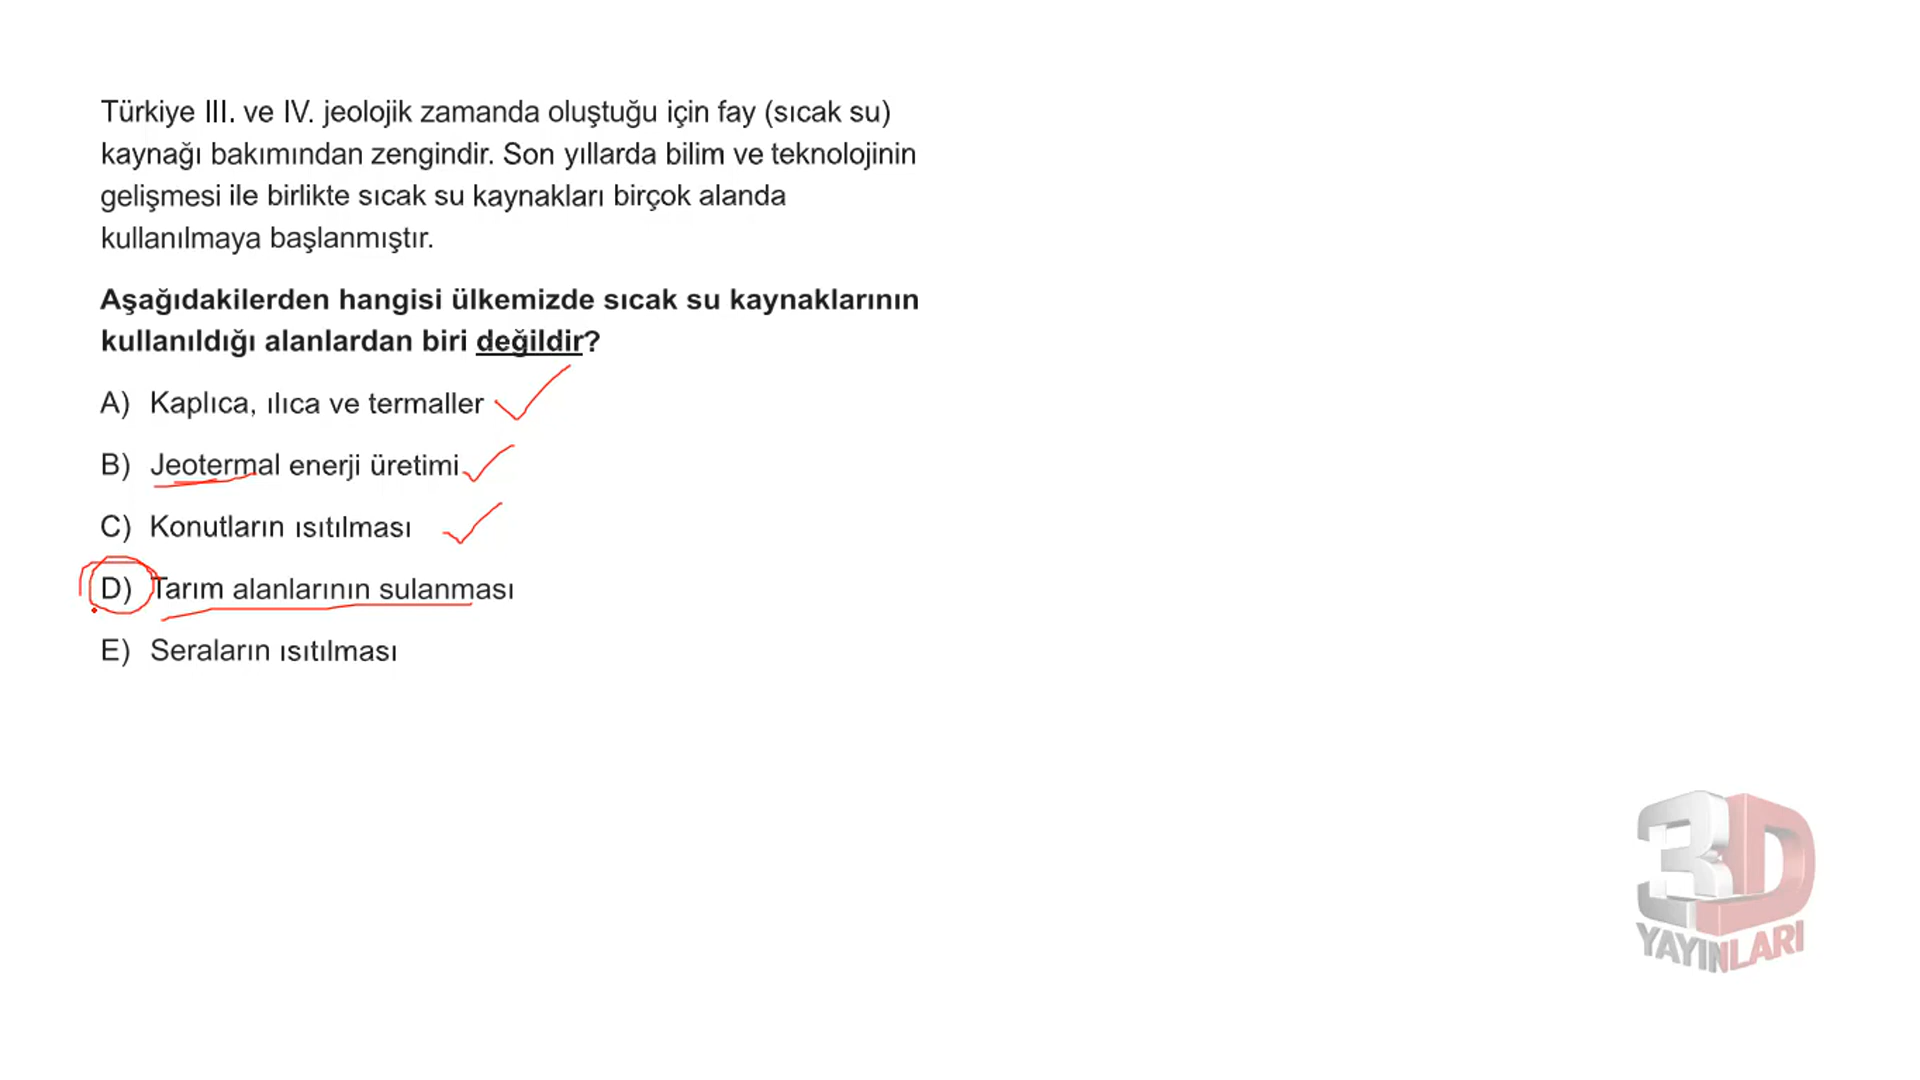 Türkiye III. ve IV. jeolojik zamanda oluştuğu için fay (sıcak su)
kaynağı bakımından zengindir. Son yıllarda bilim ve teknolojinin
gelişmesi ile birlikte sıcak su kaynakları birçok alanda
kullanılmaya başlanmıştır.
Aşağıdakilerden hangisi ülkemizde sıcak su kaynaklarının
kullanıldığı alanlardan biri değildir?
A) Kaplıca, ılıca ve termaller
B) Jeotermal enerji üretimi
C) Konutların ısıtılması
D) Tarım alanlarının sulanması
E) Seraların ısıtılması
3D
YAYINLARI